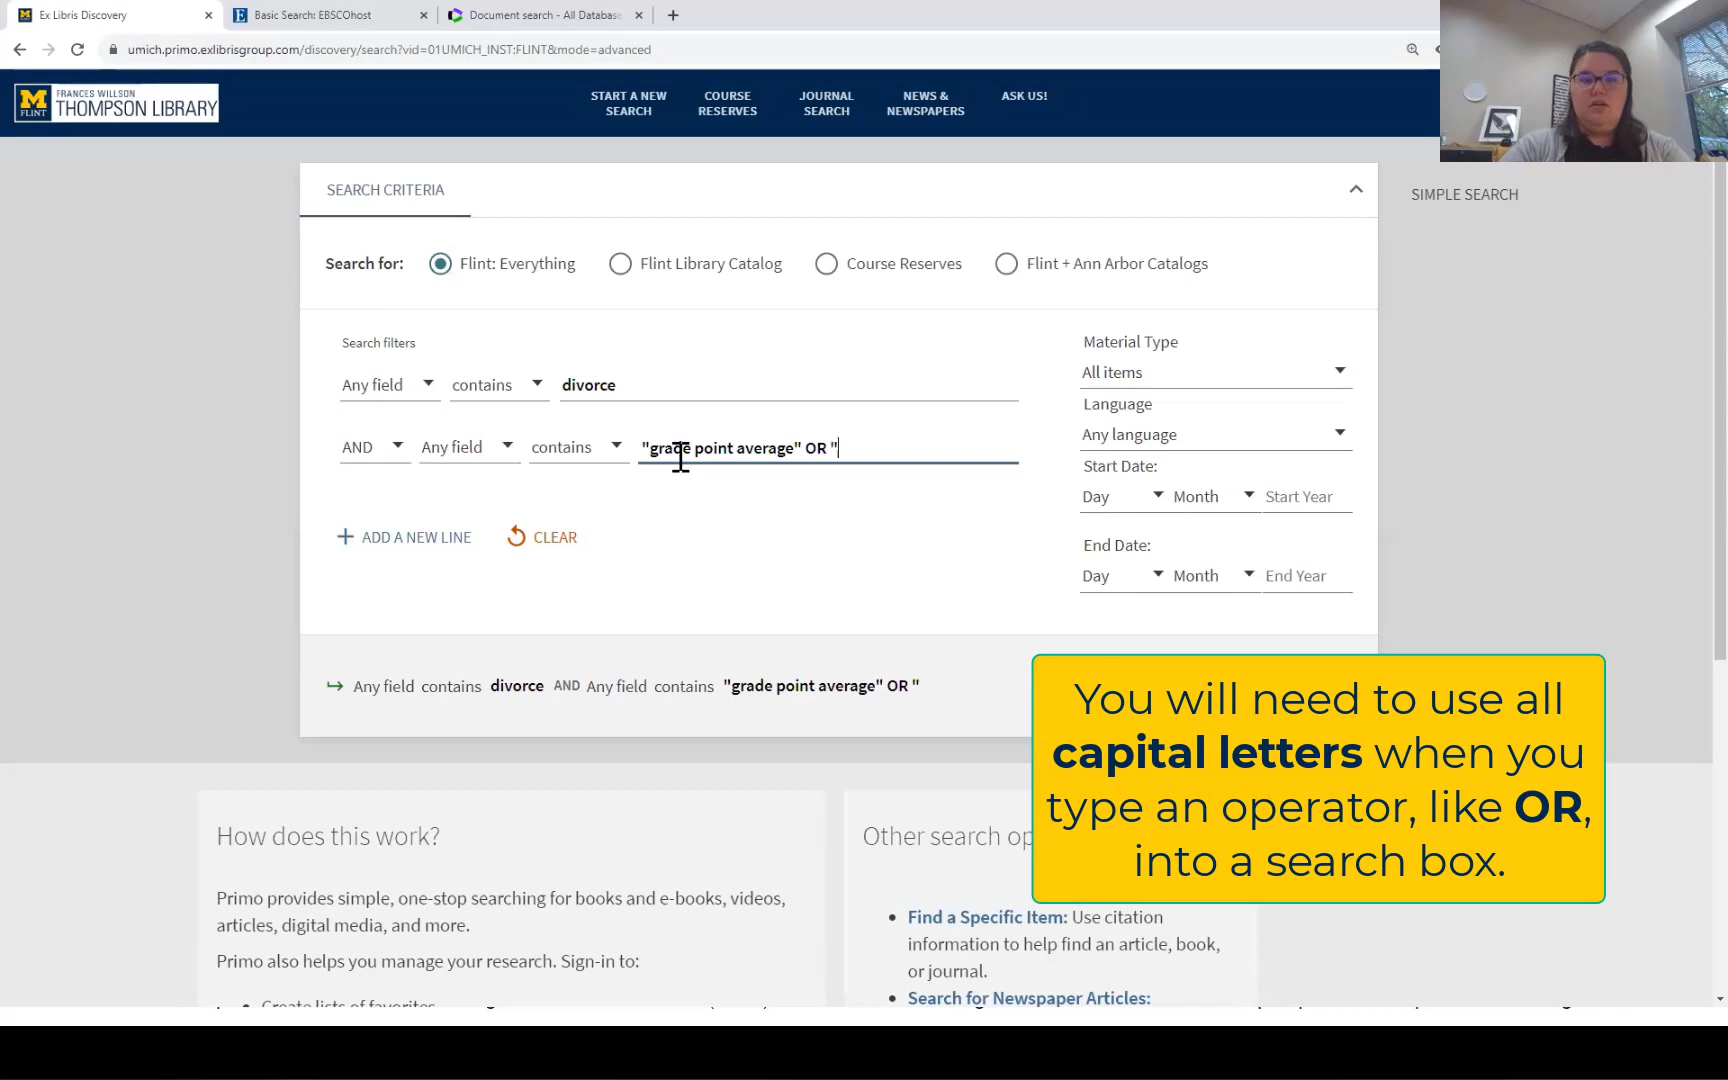 Ex Libris Discovery
Basic Search: EBSCOhost
Document search - All Database
umich.primo.exlibrisgroup.com/discovery/search?vid=01UMICH_INST:FLINT&mode=advanced
M FLINT
FRANCES WILLSON
THOMPSON LIBRARY
START A NEW
SEARCH
COURSE
RESERVES
JOURNAL
SEARCH
NEWS &
NEWSPAPERS
ASK US!
SEARCH CRITERIA
SIMPLE SEARCH
Search for: Flint: Everything Flint Library Catalog Course Reserves Flint + Ann Arbor Catalogs
Search filters
Any field contains divorce
AND Any field contains "grade point average" OR "
+ ADD A NEW LINE CLEAR
Material Type
All items
Language
Any language
Start Date:
Day Month Start Year
End Date:
Day Month End Year
Any field contains divorce AND Any field contains "grade point average" OR "
You will need to use all
capital letters when you
type an operator, like OR,
into a search box.
How does this work?
Primo provides simple, one-stop searching for books and e-books, videos,
articles, digital media, and more.
Primo also helps you manage your research. Sign-in to:
Create lists of favorites
Other search op
• Find a Specific Item: Use citation
information to help find an article, book,
or journal.
• Search for Newspaper Articles: